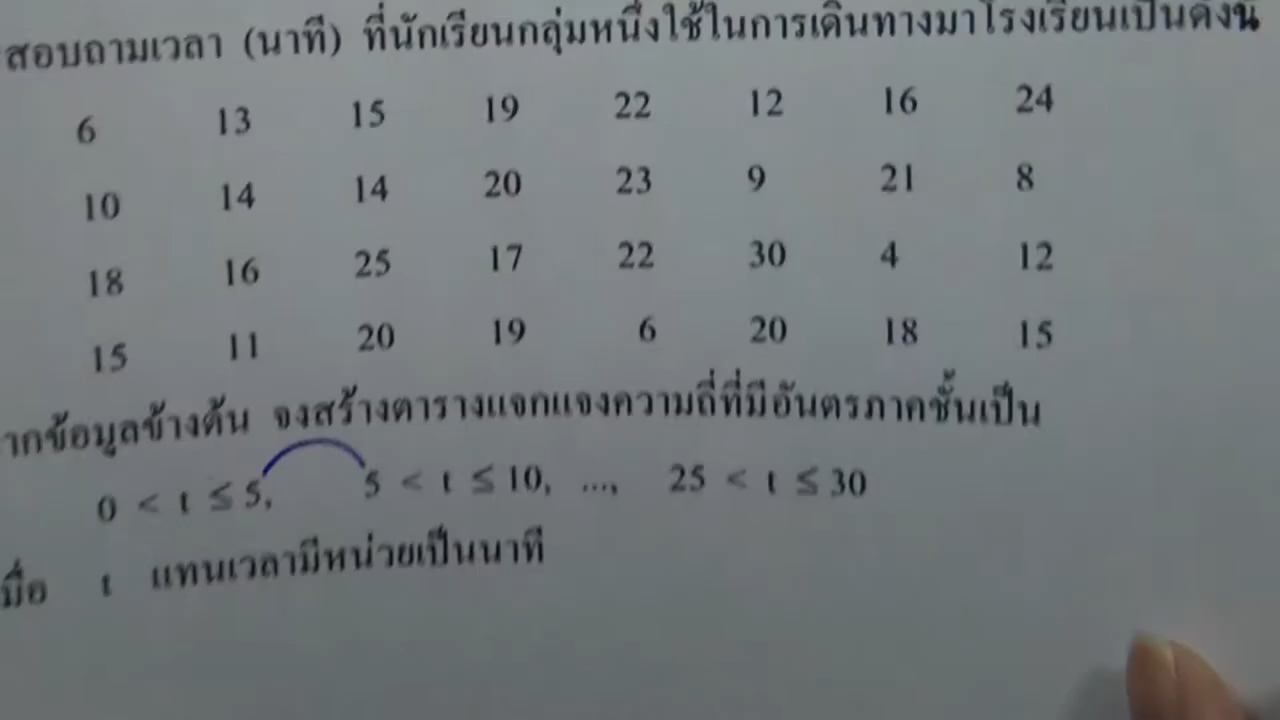 สอบถามเวลา (นาที) ที่นักเรียนกลุ่มหนึ่งใช้ในการเดินทางมาโรงเรียนเป็นดังนี้
6 13 15 19 22 12 16 24
10 14 14 20 23 9 21 8
18 16 25 17 22 30 4 12
15 11 20 19 6 20 18 15
ากข้อมูลข้างต้น จงสร้างตารางแจกแจงความถี่ที่มีอันตรภาคชั้นเป็น
0 < t ≤ 5, 5 < t ≤ 10, ..., 25 < t ≤ 30
มื่อ t แทนเวลามีหน่วยเป็นนาที